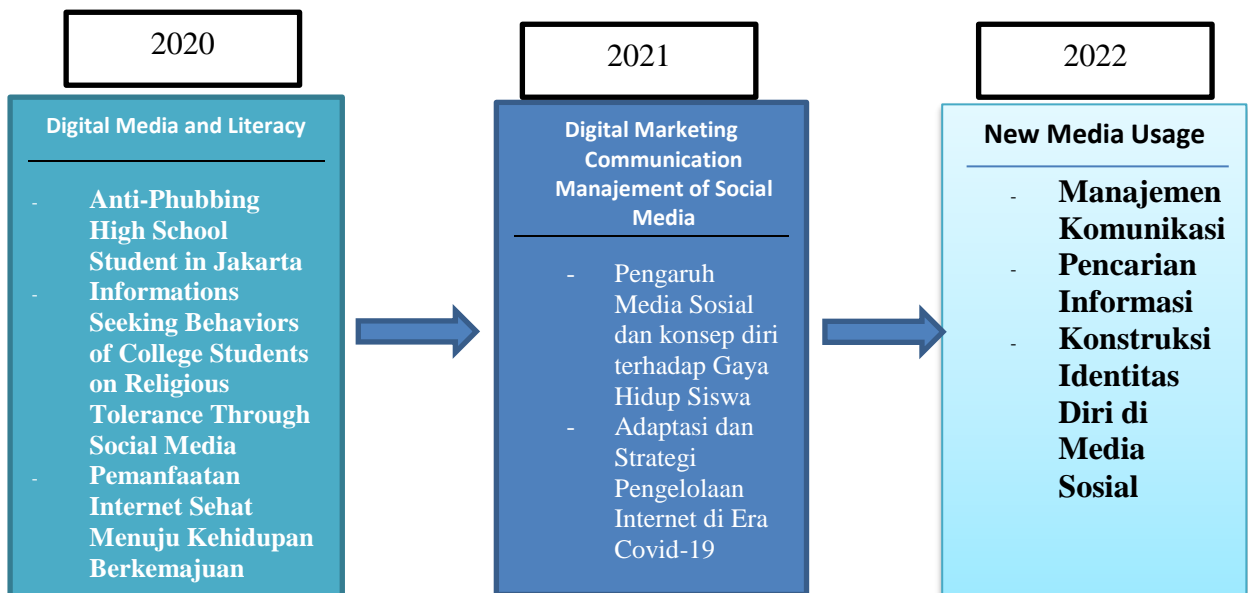 2020
Digital Media and Literacy
- Anti-Phubbing
High School
Student in Jakarta
- Informations
Seeking Behaviors
of College Students
on Religious
Tolerance Through
Social Media
- Pemanfaatan
Internet Sehat
Menuju Kehidupan
Berkemajuan
2021
Digital Marketing
Communication
Manajement of Social
Media
- Pengaruh
Media Sosial
dan konsep diri
terhadap Gaya
Hidup Siswa
- Adaptasi dan
Strategi
Pengelolaan
Internet di Era
Covid-19
2022
New Media Usage
- Manajemen
Komunikasi
- Pencarian
Informasi
- Konstruksi
Identitas
Diri di
Media
Sosial